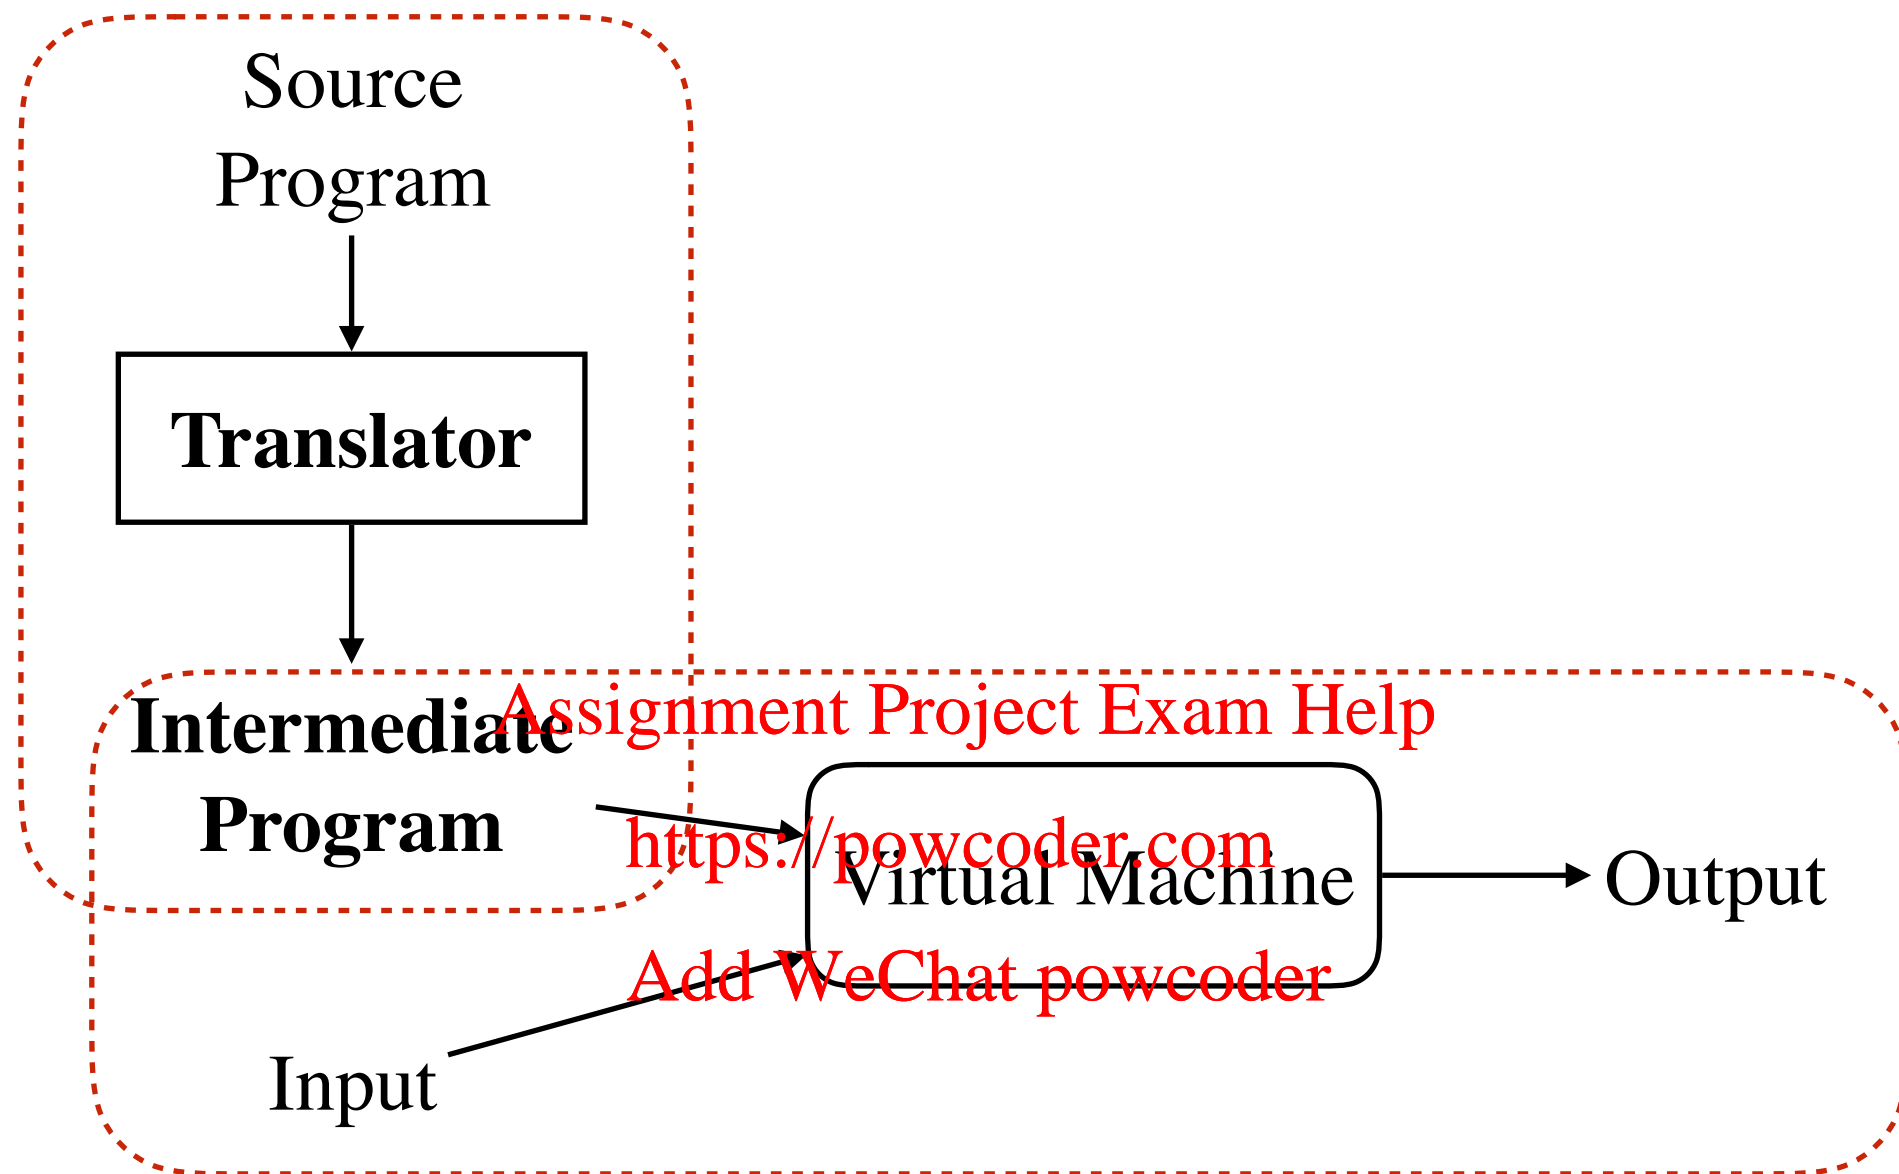 Source
Program
Translator
Intermediate
Program
Assignment Project Exam Help
https://powcoder.com
Virtual Machine
Output
Add WeChat powcoder
Input